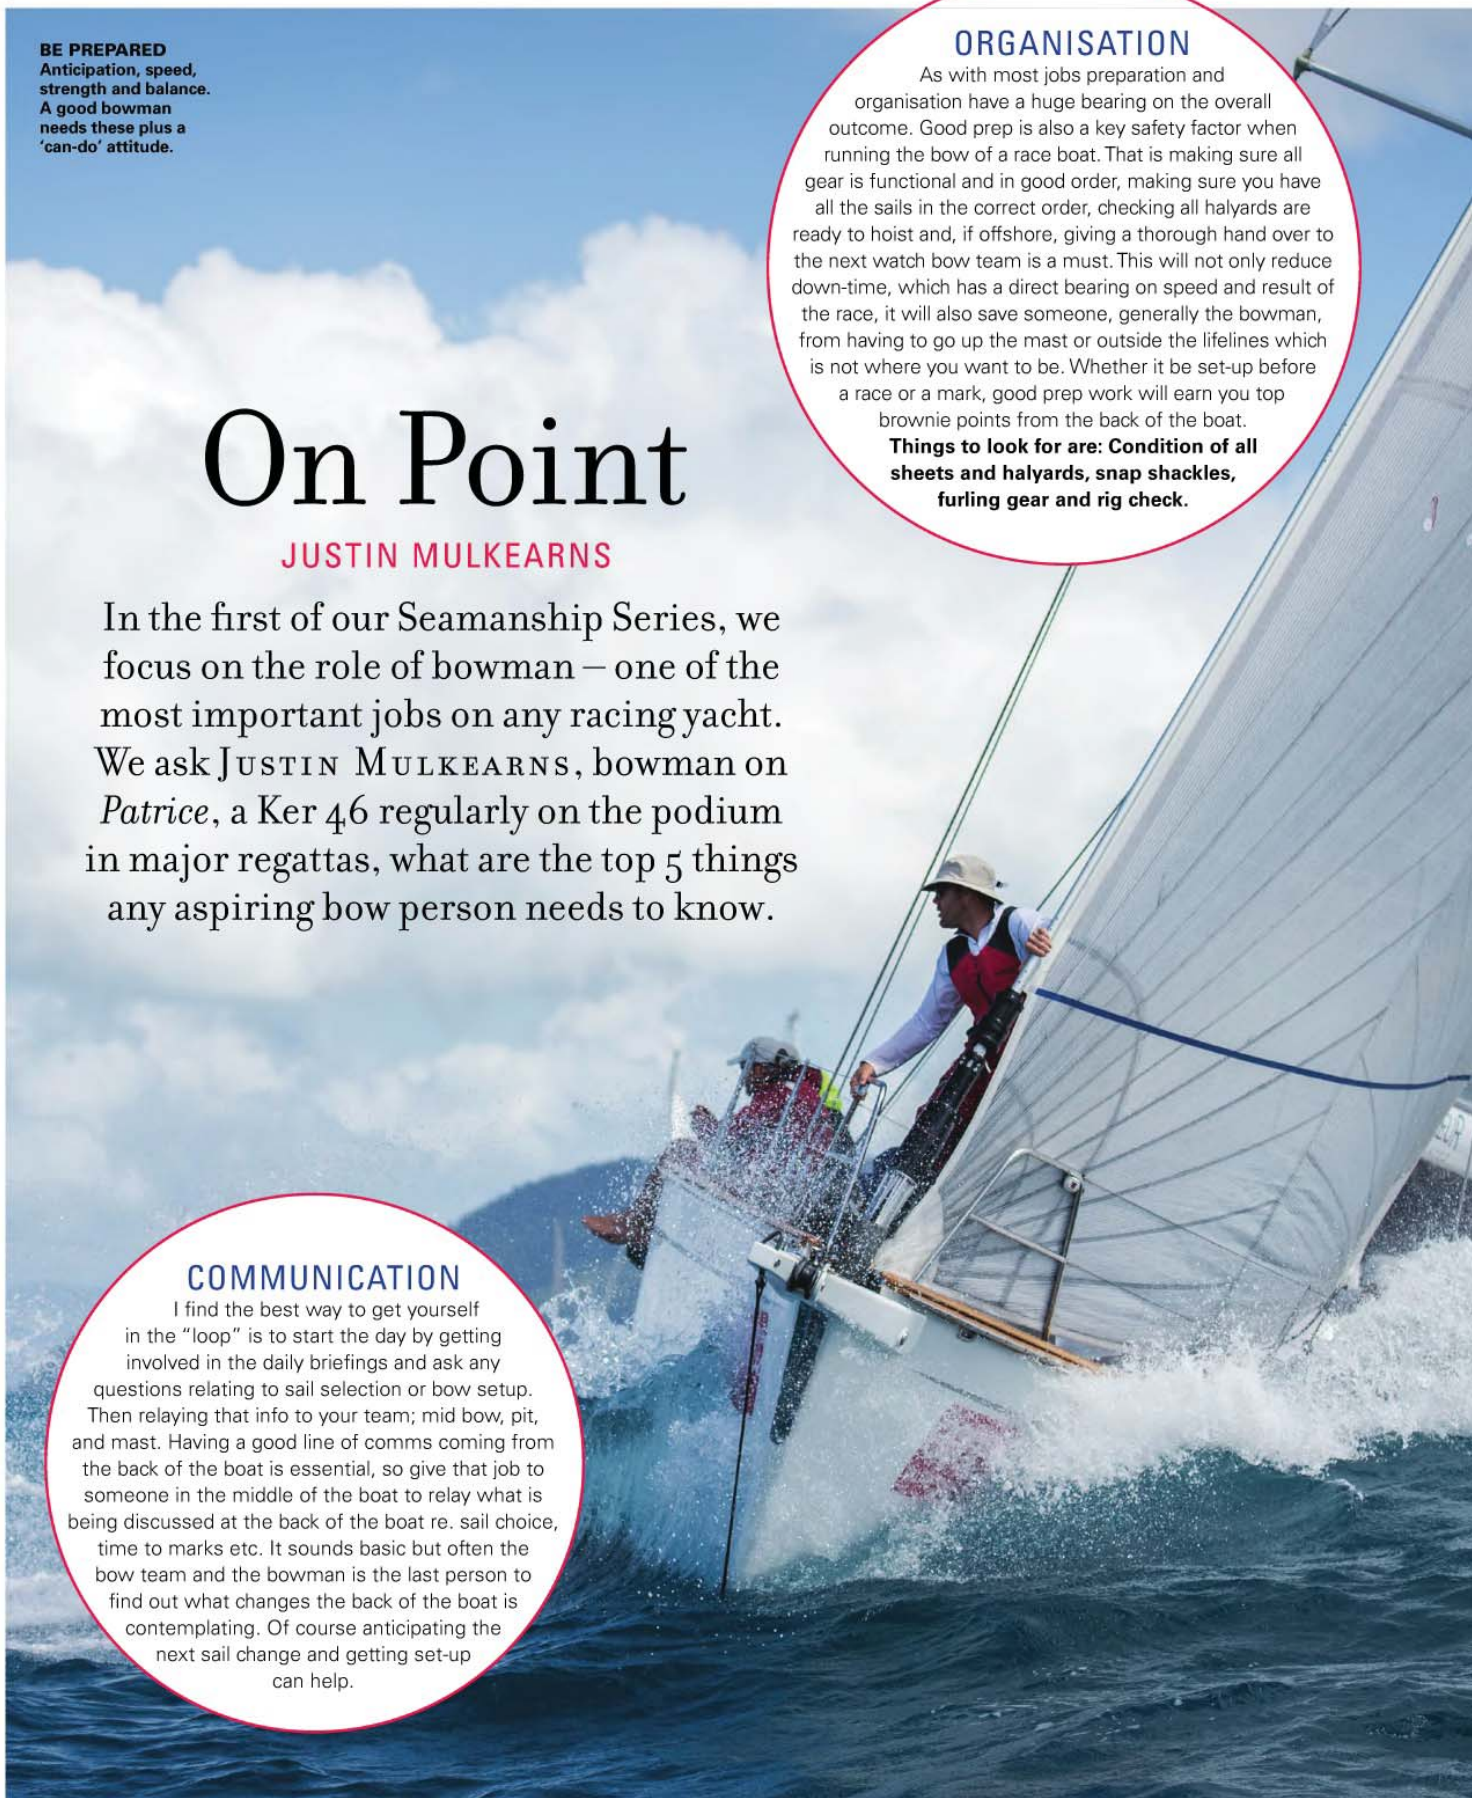 BE PREPARED
Anticipation, speed,
strength and balance.
A good bowman
needs these plus a
‘can-do’ attitude.
ORGANISATION
As with most jobs preparation and
organisation have a huge bearing on the overall
outcome. Good prep is also a key safety factor when
running the bow of a race boat. That is making sure all
gear is functional and in good order, making sure you have
all the sails in the correct order, checking all halyards are
ready to hoist and, if offshore, giving a thorough hand over to
the next watch bow team is a must. This will not only reduce
down-time, which has a direct bearing on speed and result of
the race, it will also save someone, generally the bowman,
from having to go up the mast or outside the lifelines which
is not where you want to be. Whether it be set-up before
a race or a mark, good prep work will earn you top
brownie points from the back of the boat.
Things to look for are: Condition of all
sheets and halyards, snap shackles,
furling gear and rig check.
On Point
JUSTIN MULKEARNS
In the first of our Seamanship Series, we
focus on the role of bowman – one of the
most important jobs on any racing yacht.
We ask JUSTIN MULKEARNS, bowman on
Patrice, a Ker 46 regularly on the podium
in major regattas, what are the top 5 things
any aspiring bow person needs to know.
COMMUNICATION
I find the best way to get yourself
in the “loop” is to start the day by getting
involved in the daily briefings and ask any
questions relating to sail selection or bow setup.
Then relaying that info to your team; mid bow, pit,
and mast. Having a good line of comms coming from
the back of the boat is essential, so give that job to
someone in the middle of the boat to relay what is
being discussed at the back of the boat re. sail choice,
time to marks etc. It sounds basic but often the
bow team and the bowman is the last person to
find out what changes the back of the boat is
contemplating. Of course anticipating the
next sail change and getting set-up
can help.